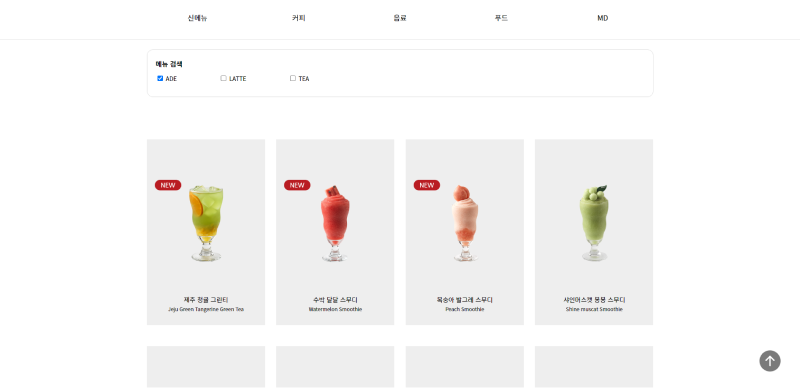 신메뉴
커피
음료
푸드
MD
메뉴 검색
ADE
LATTE
TEA
NEW
제주 청귤 그린티
Jeju Green Tangerine Green Tea
NEW
수박 달달 스무디
Watermelon Smoothie
NEW
복숭아 발그레 스무디
Peach Smoothie
샤인머스캣 퐁퐁 스무디
Shine muscat Smoothie